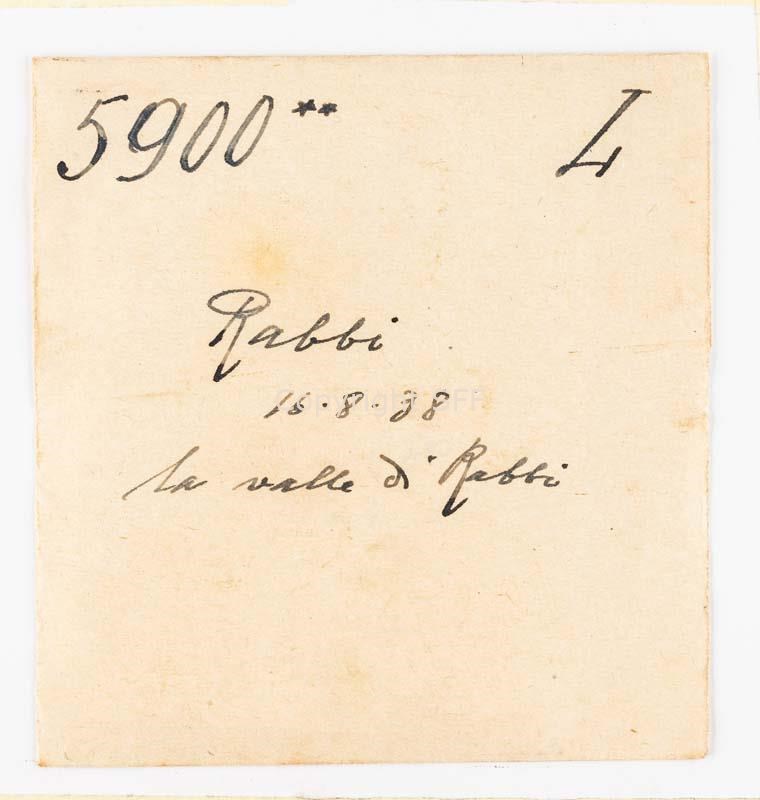 5900** L
Rabbi
16.8.38
la valle di Rabbi